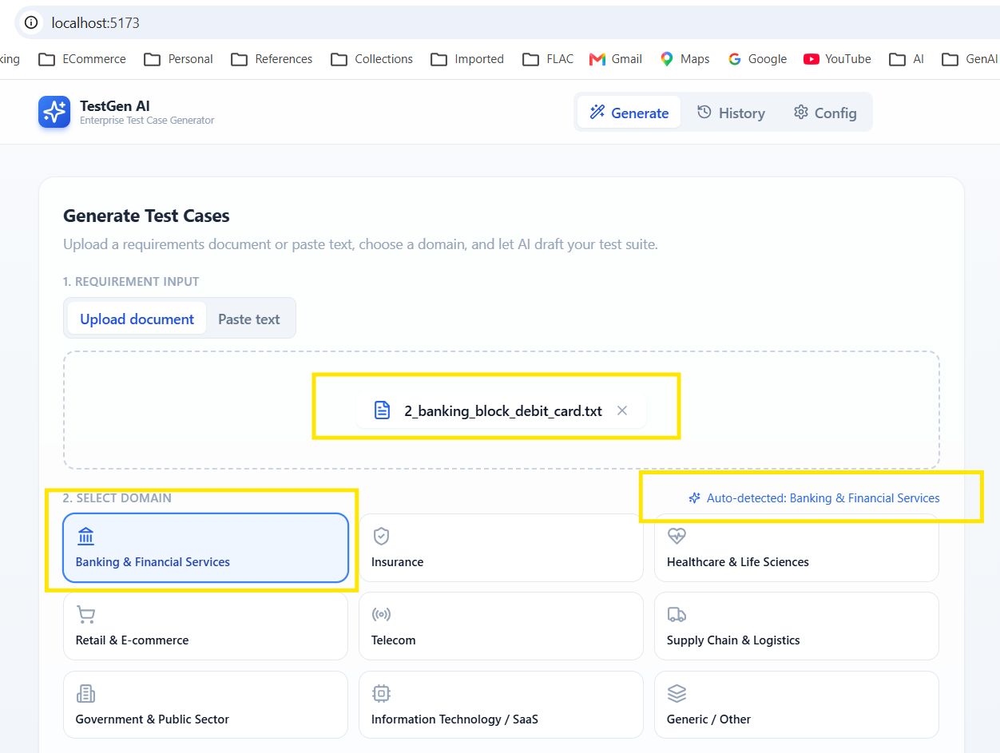 localhost:5173
king ECommerce Personal References Collections Imported FLAC Gmail Maps Google YouTube AI GenAI
TestGen AI
Enterprise Test Case Generator
Generate History Config
Generate Test Cases
Upload a requirements document or paste text, choose a domain, and let AI draft your test suite.
1. REQUIREMENT INPUT
Upload document Paste text
2_banking_block_debit_card.txt
2. SELECT DOMAIN Auto-detected: Banking & Financial Services
Banking & Financial Services Insurance Healthcare & Life Sciences
Retail & E-commerce Telecom Supply Chain & Logistics
Government & Public Sector Information Technology / SaaS Generic / Other